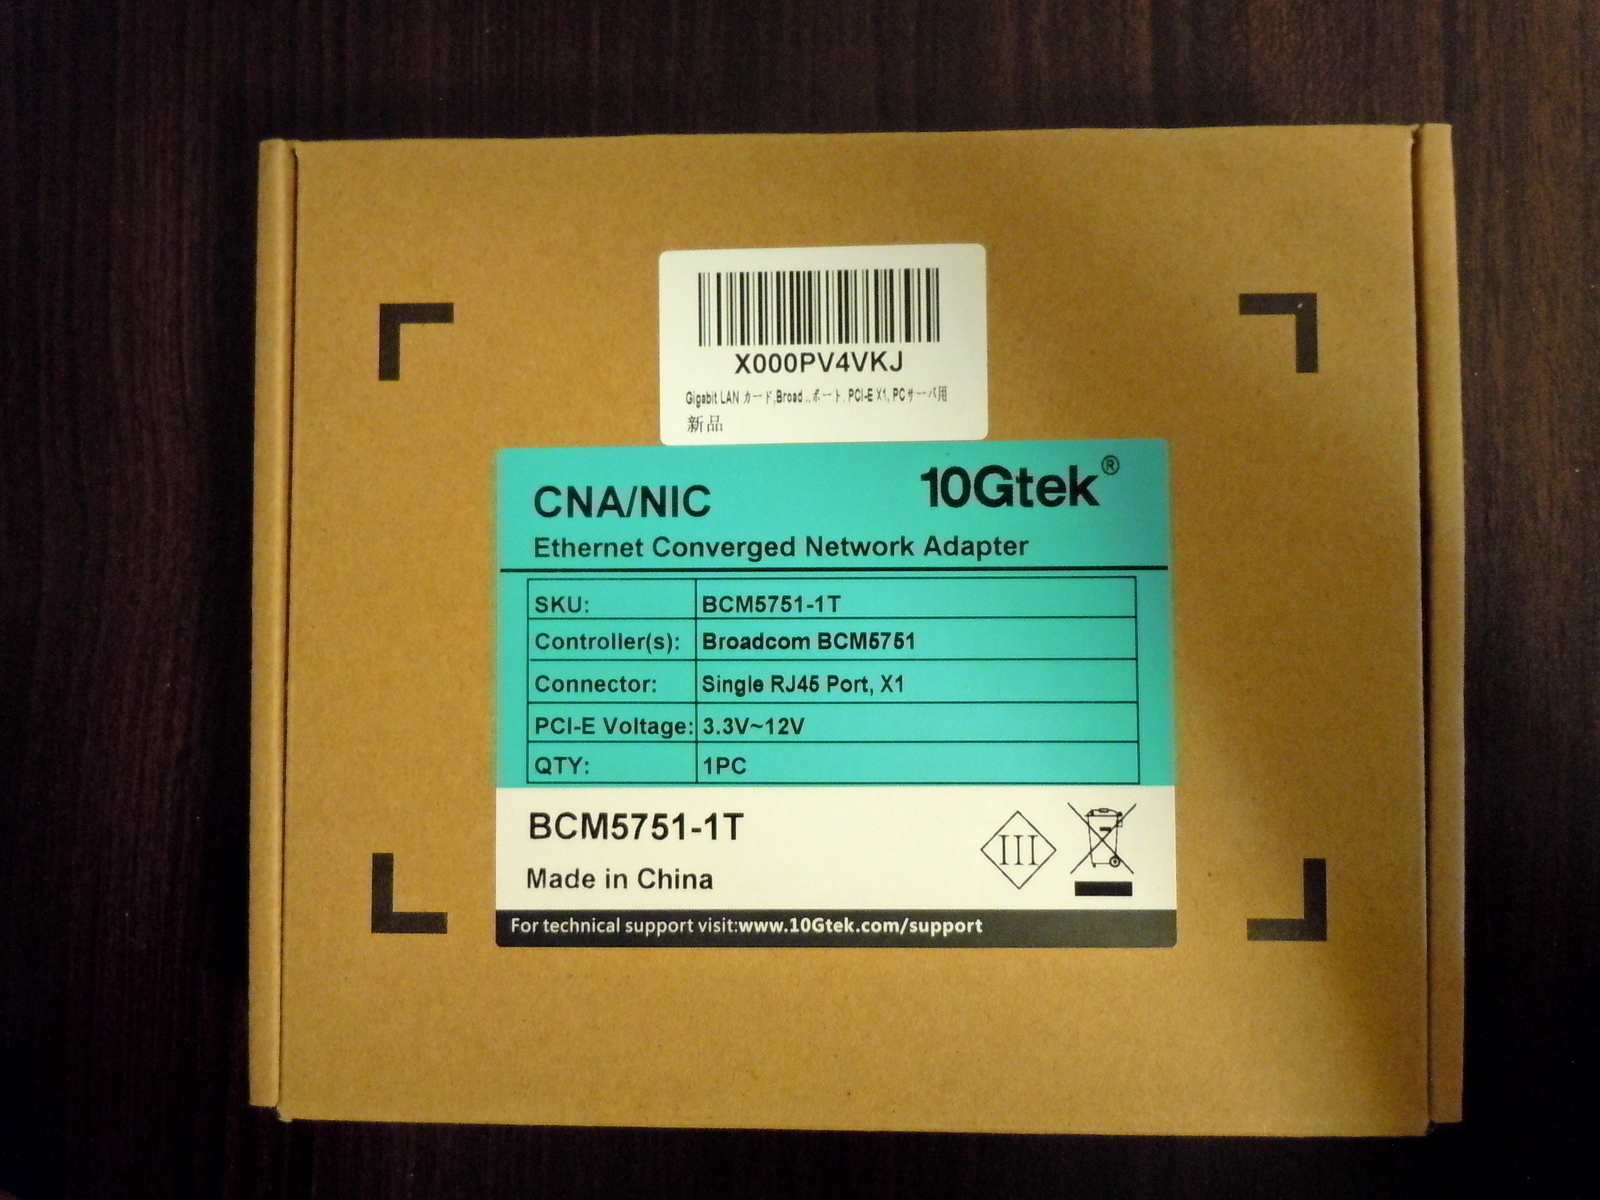 X000PV4VKJ
Gigabit LAN カード,Broad...ポート, PCI-E X1, PCサーバ用
新品
CNA/NIC
10Gtek®
Ethernet Converged Network Adapter
SKU: BCM5751-1T
Controller(s): Broadcom BCM5751
Connector: Single RJ45 Port, X1
PCI-E Voltage: 3.3V~12V
QTY: 1PC
BCM5751-1T
III
Made in China
For technical support visit:www.10Gtek.com/support